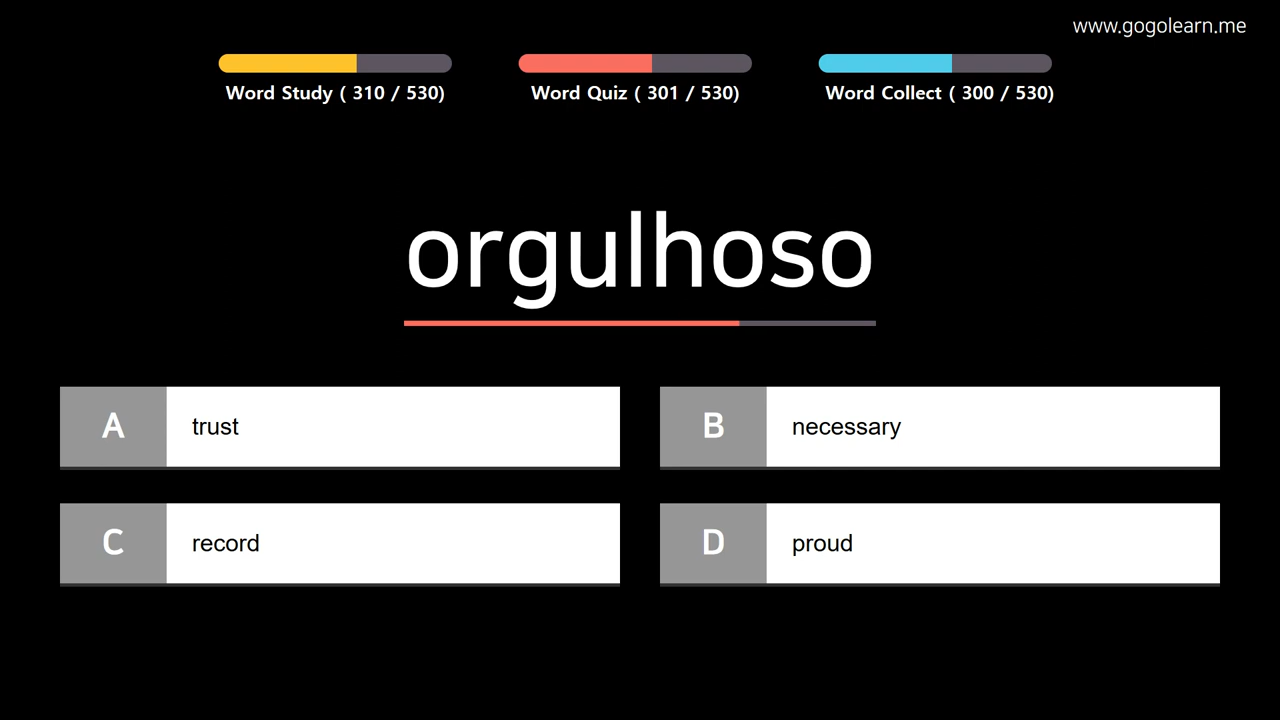 www.gogolearn.me
Word Study ( 310 / 530)
Word Quiz ( 301 / 530)
Word Collect ( 300 / 530)
orgulhoso
A trust
B necessary
C record
D proud